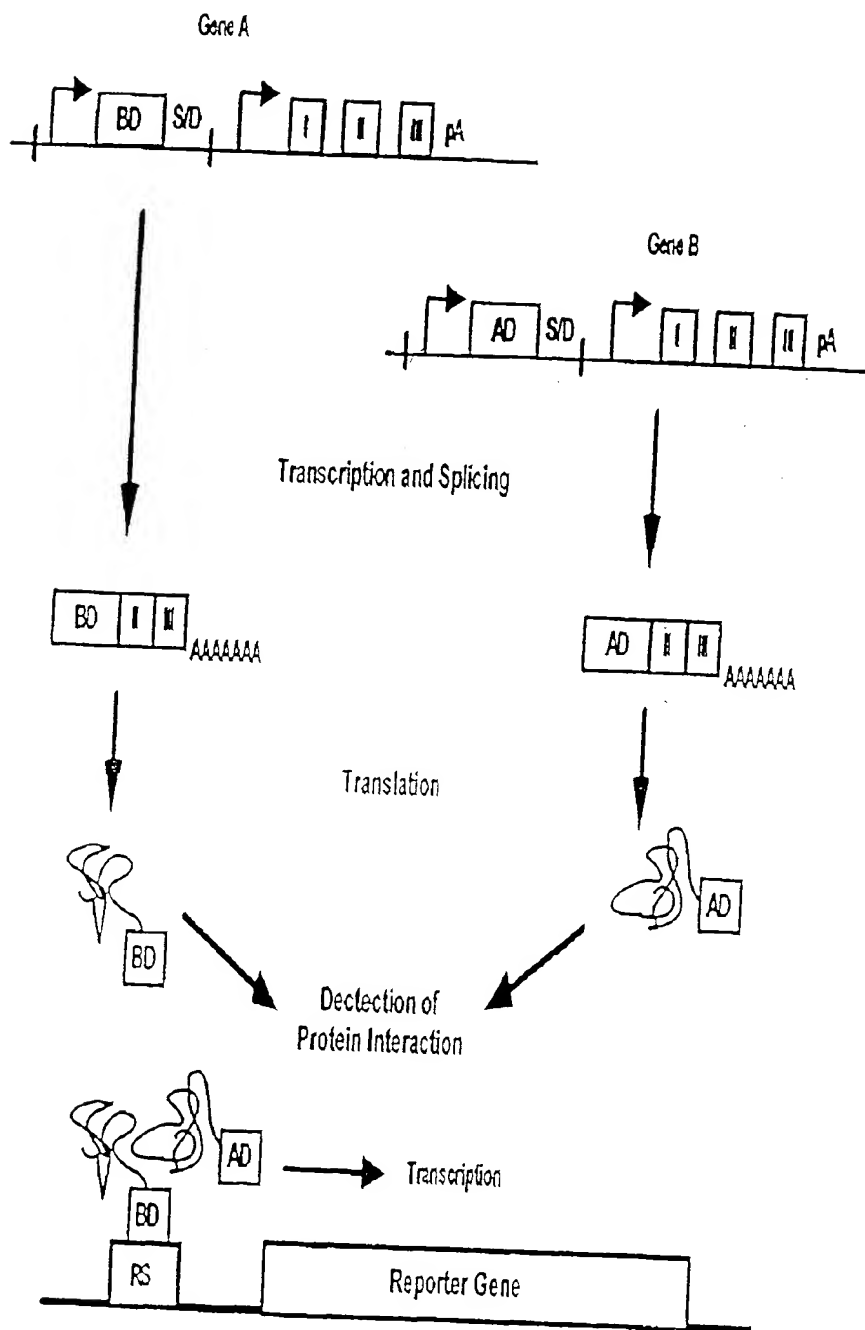 Gene A
BD S/D I II III pA
Gene B
AD S/D I II III pA
Transcription and Splicing
BD II III
AAAAAAA
AD II III
AAAAAAA
Translation
BD
AD
Dectection of
Protein Interaction
AD
Transcription
BD
RS
Reporter Gene